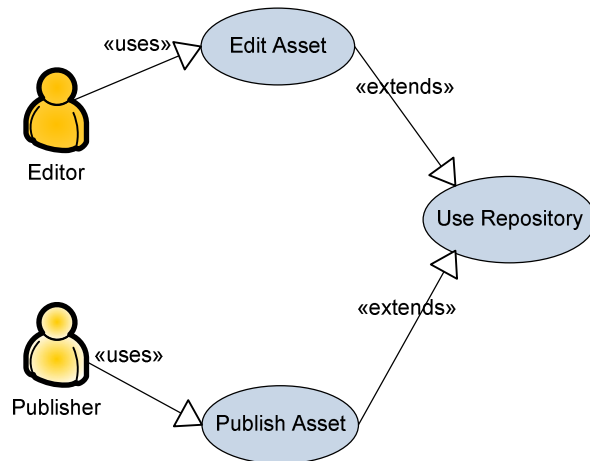 «uses»
Edit Asset
«extends»
Editor
Use Repository
«extends»
«uses»
Publisher
Publish Asset